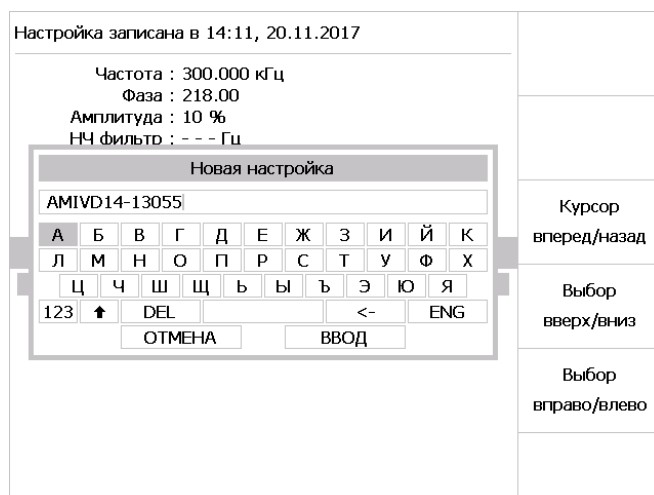 Настройка записана в 14:11, 20.11.2017
Частота : 300.000 кГц
Фаза : 218.00
Амплитуда : 10 %
НЧ фильтр : - - - Гц
Новая настройка
AMIVD14-13055
А Б В Г Д Е Ж З И Й К
Л М Н О П Р С Т У Ф Х
Ц Ч Ш Щ Ь Ы Ъ Э Ю Я
123 ⬆ DEL <- ENG
ОТМЕНА ВВОД
Курсор
вперед/назад
Выбор
вверх/вниз
Выбор
вправо/влево